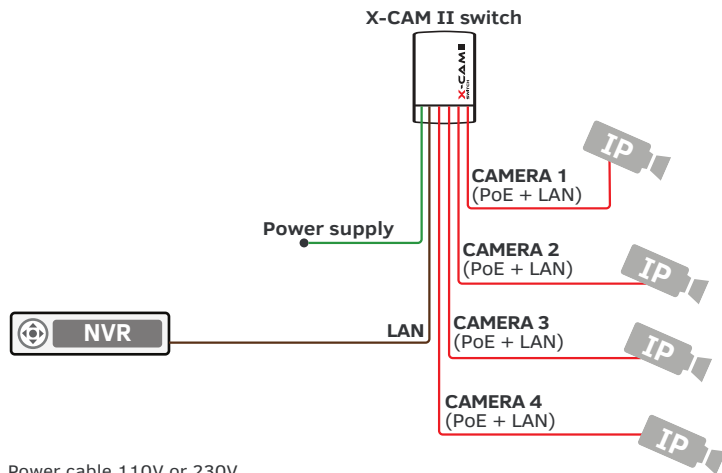 X-CAM II switch
X-CAM II
switch
IP
CAMERA 1
(PoE + LAN)
Power supply
CAMERA 2
(PoE + LAN)
IP
NVR
LAN
CAMERA 3
(PoE + LAN)
IP
CAMERA 4
(PoE + LAN)
IP
Power cable 110V or 230V